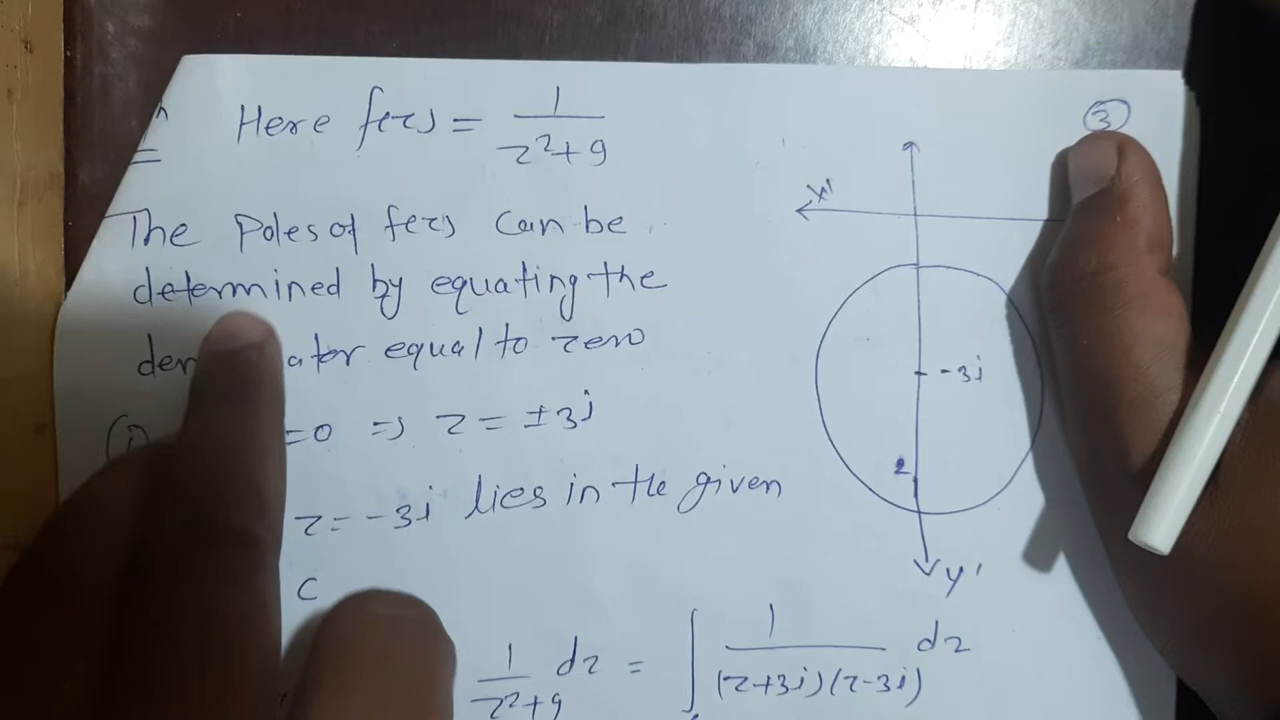 Here f(z) = 1/(z²+9)
③
x'
The Poles of f(z) can be
determined by equating the
equal to zero
=0 ⇒ z = ±3i
-3i
2
z = -3i lies in the given
C
y'
1/(z²+9) dz = ∫ 1/((z+3i)(z-3i)) dz